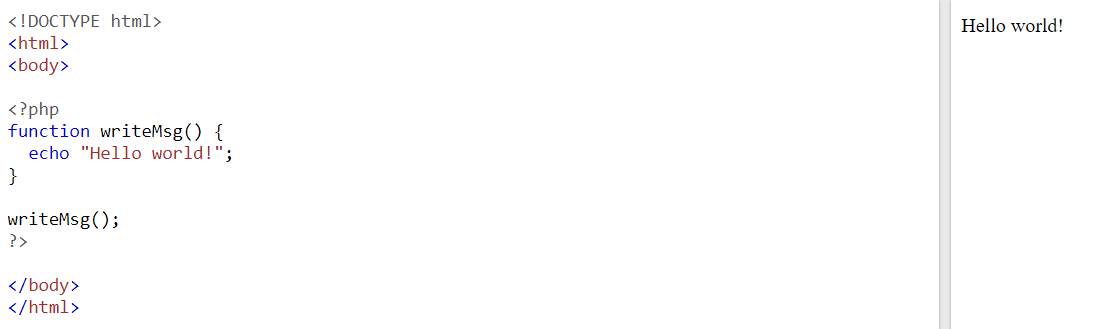 <!DOCTYPE html>
<html>
<body>

<?php
function writeMsg() {
  echo "Hello world!";
}

writeMsg();
?>

</body>
</html>
Hello world!